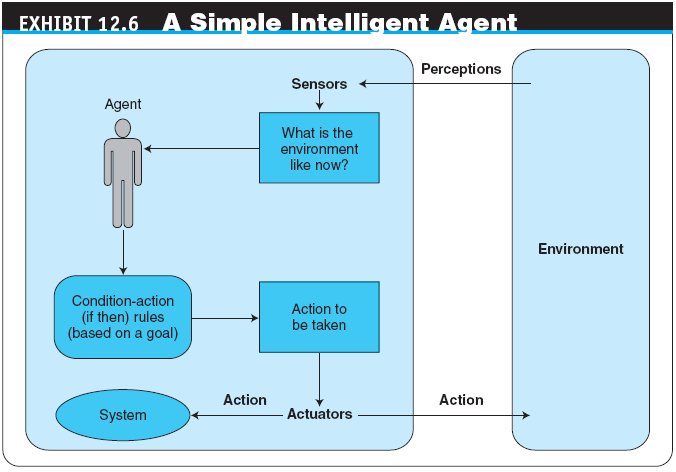 EXHIBIT 12.6 A Simple Intelligent Agent
Perceptions
Sensors
Agent
What is the
environment
like now?
Environment
Condition-action
(if then) rules
(based on a goal)
Action to
be taken
System
Action
Actuators
Action